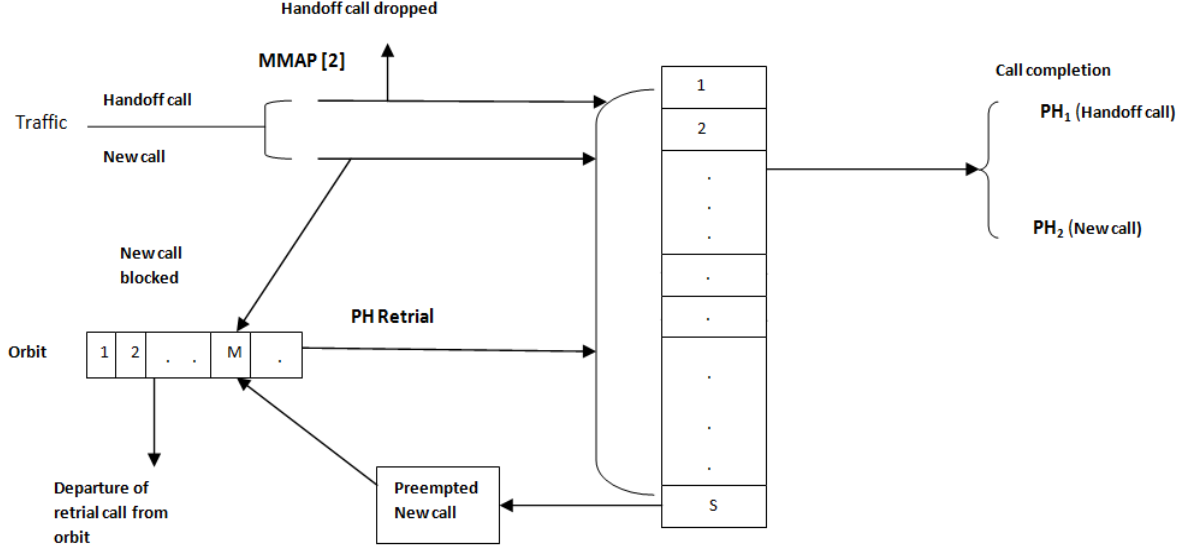 Handoff call dropped
MMAP [2]
Handoff call
Traffic
New call
1
2
.
.
.
.
.
.
.
.
S
Call completion
PH₁ (Handoff call)
PH₂ (New call)
New call
blocked
PH Retrial
Orbit
1 2 . . M .
Departure of
retrial call from
orbit
Preempted
New call